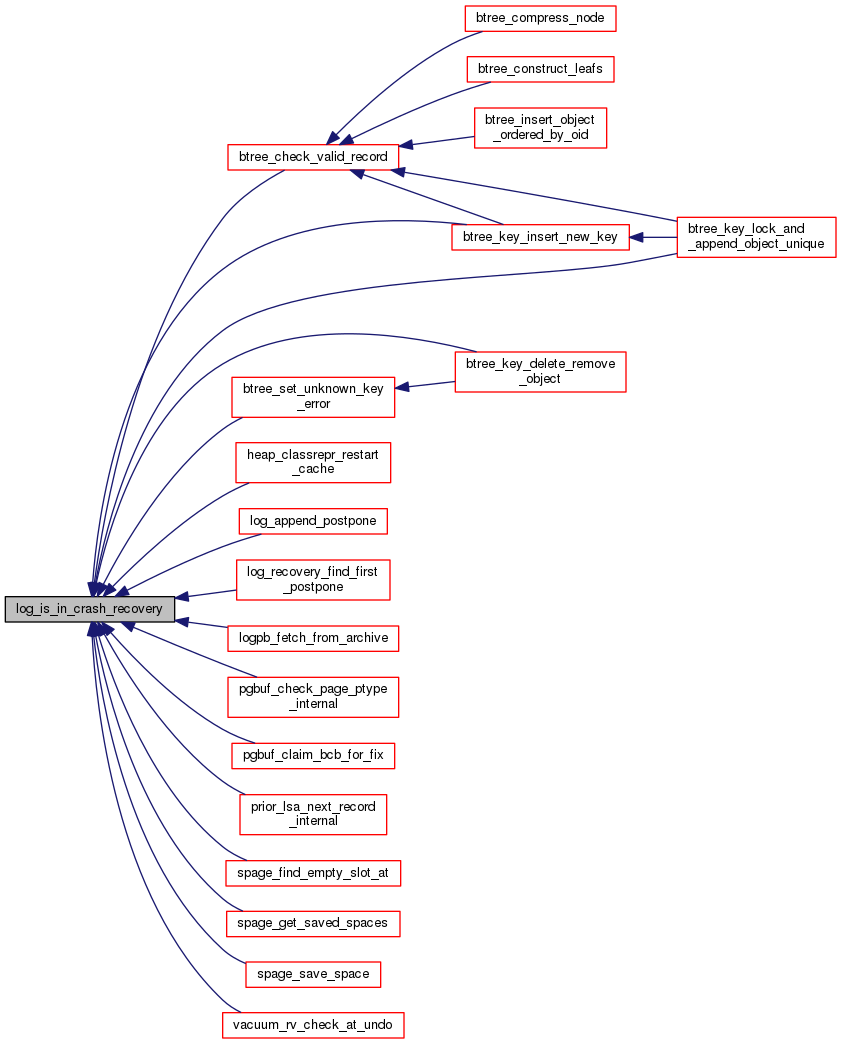 btree_compress_node
btree_construct_leafs
btree_insert_object
_ordered_by_oid
btree_check_valid_record
btree_key_lock_and
_append_object_unique
btree_key_insert_new_key
btree_key_delete_remove
_object
btree_set_unknown_key
_error
heap_classrepr_restart
_cache
log_append_postpone
log_recovery_find_first
_postpone
log_is_in_crash_recovery
logpb_fetch_from_archive
pgbuf_check_page_ptype
_internal
pgbuf_claim_bcb_for_fix
prior_lsa_next_record
_internal
spage_find_empty_slot_at
spage_get_saved_spaces
spage_save_space
vacuum_rv_check_at_undo